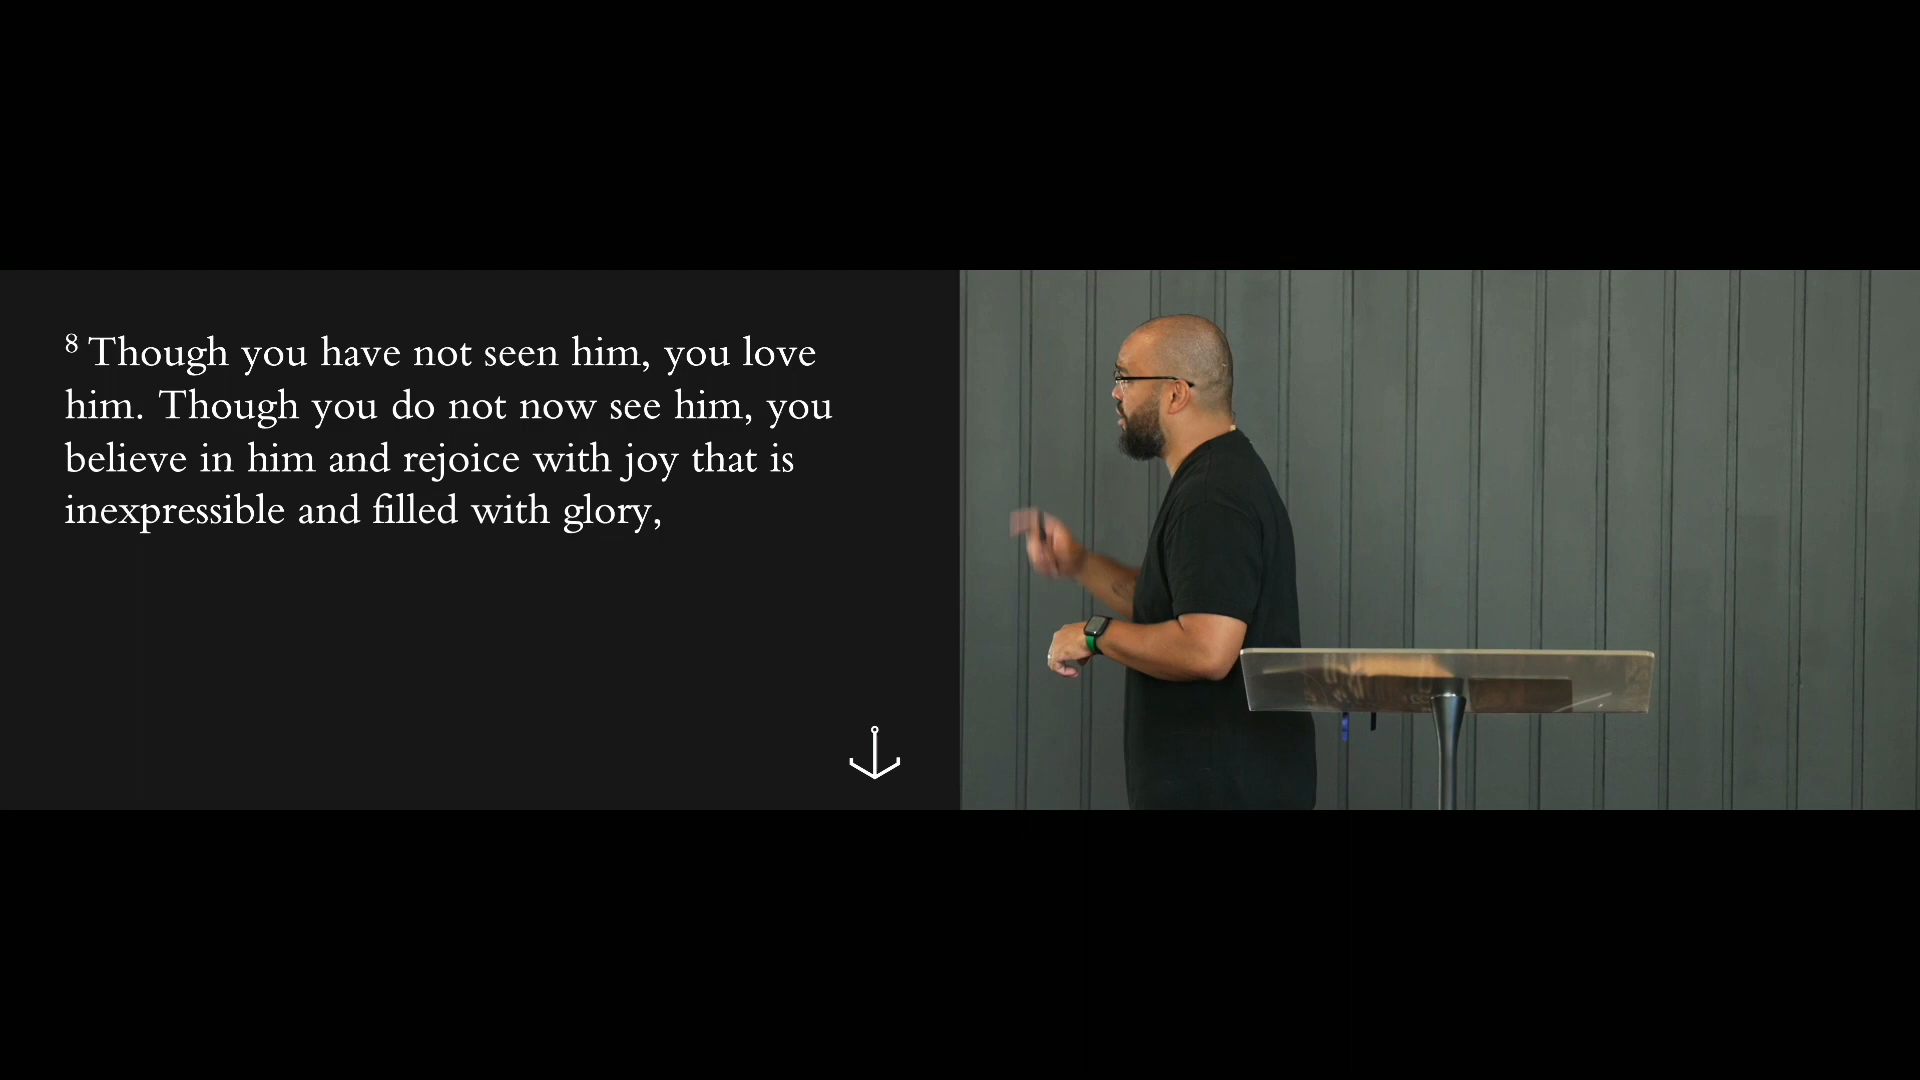 8 Though you have not seen him, you love
him. Though you do not now see him, you
believe in him and rejoice with joy that is
inexpressible and filled with glory,